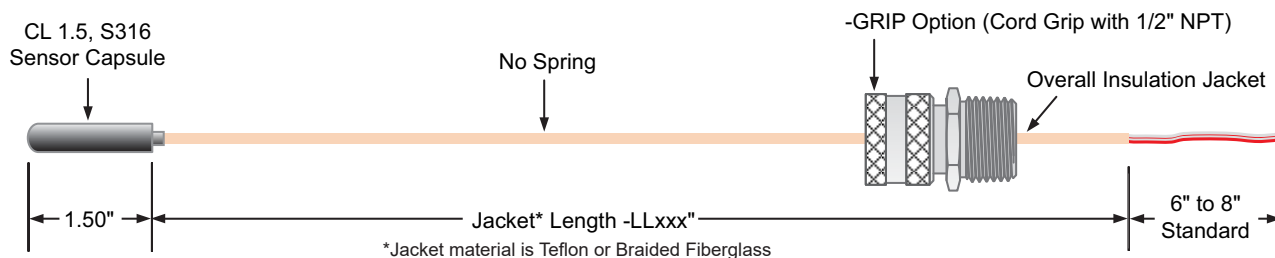 CL 1.5, S316
Sensor Capsule
No Spring
-GRIP Option (Cord Grip with 1/2" NPT)
Overall Insulation Jacket
1.50"
Jacket* Length -LLxxx"
*Jacket material is Teflon or Braided Fiberglass
6" to 8"
Standard